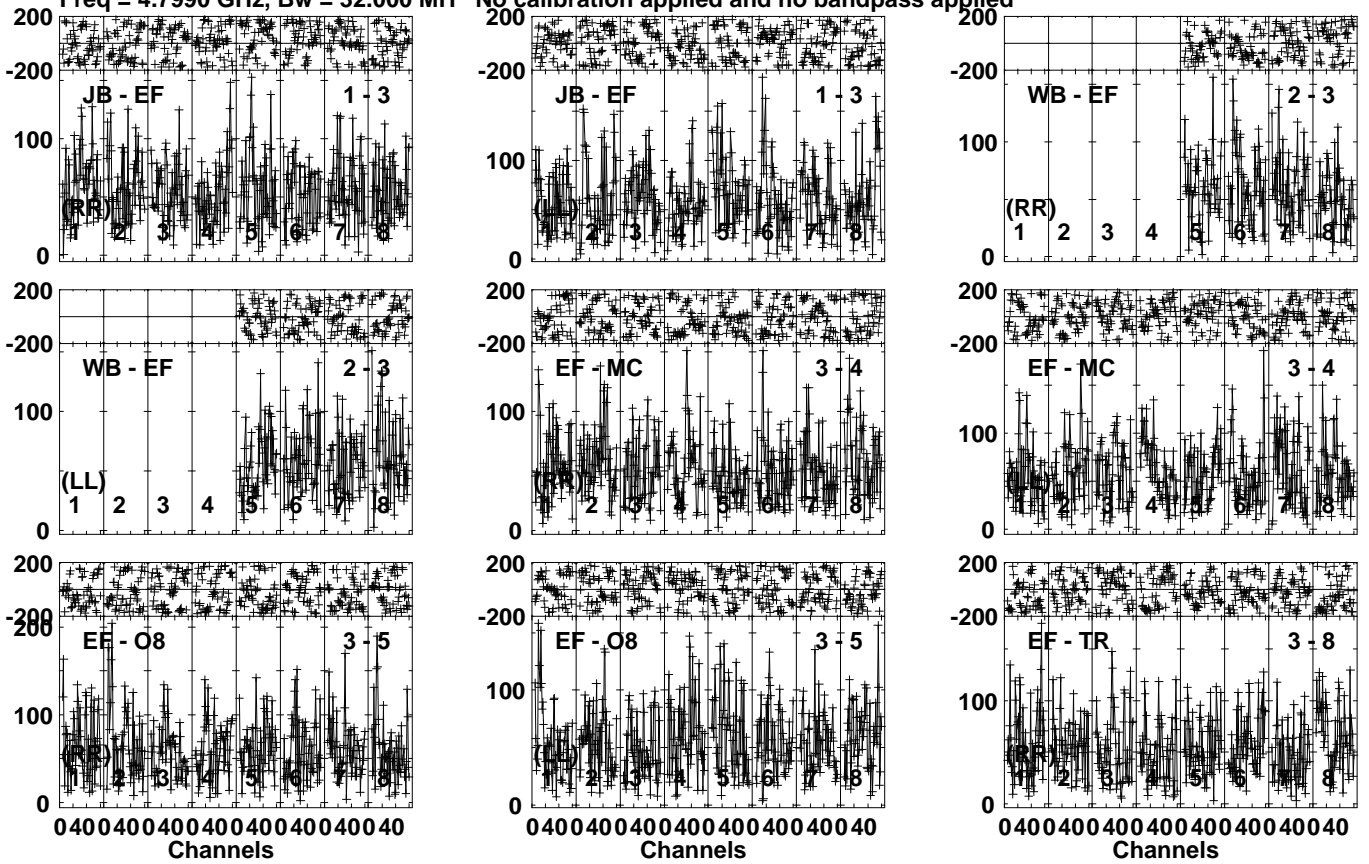 Freq = 4.7990 GHz, Bw = 32.000 MH No calibration applied and no bandpass applied
200
-200
JB - EF 1 - 3
100
(RR)
1 2 3 4 5 6 7 8
0
200
-200
JB - EF 1 - 3
100
(LL)
1 2 3 4 5 6 7 8
0
200
-200
WB - EF 2 - 3
100
(RR)
1 2 3 4 5 6 7 8
0
200
-200
WB - EF 2 - 3
100
(LL)
1 2 3 4 5 6 7 8
0
200
-200
EF - MC 3 - 4
100
(RR)
1 2 3 4 5 6 7 8
0
200
-200
EF - MC 3 - 4
100
(LL)
1 2 3 4 5 6 7 8
0
200
-200
200
EF - O8 3 - 5
100
(RR)
1 2 3 4 5 6 7 8
0
0 40 0 40 0 40 0 40 0 40 0 40 0 40 0 40
Channels
200
-200
EF - O8 3 - 5
100
(LL)
1 2 3 4 5 6 7 8
0
0 40 0 40 0 40 0 40 0 40 0 40 0 40 0 40
Channels
200
-200
EF - TR 3 - 8
100
(RR)
1 2 3 4 5 6 7 8
0
0 40 0 40 0 40 0 40 0 40 0 40 0 40 0 40
Channels